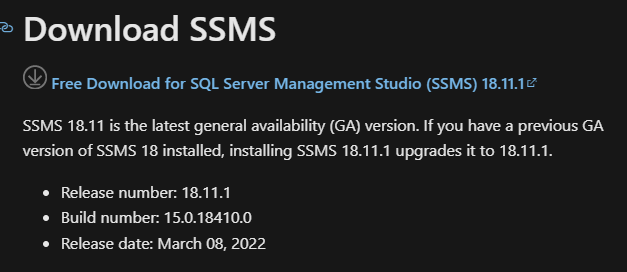 Download SSMS
Free Download for SQL Server Management Studio (SSMS) 18.11.1
SSMS 18.11 is the latest general availability (GA) version. If you have a previous GA
version of SSMS 18 installed, installing SSMS 18.11.1 upgrades it to 18.11.1.
• Release number: 18.11.1
• Build number: 15.0.18410.0
• Release date: March 08, 2022